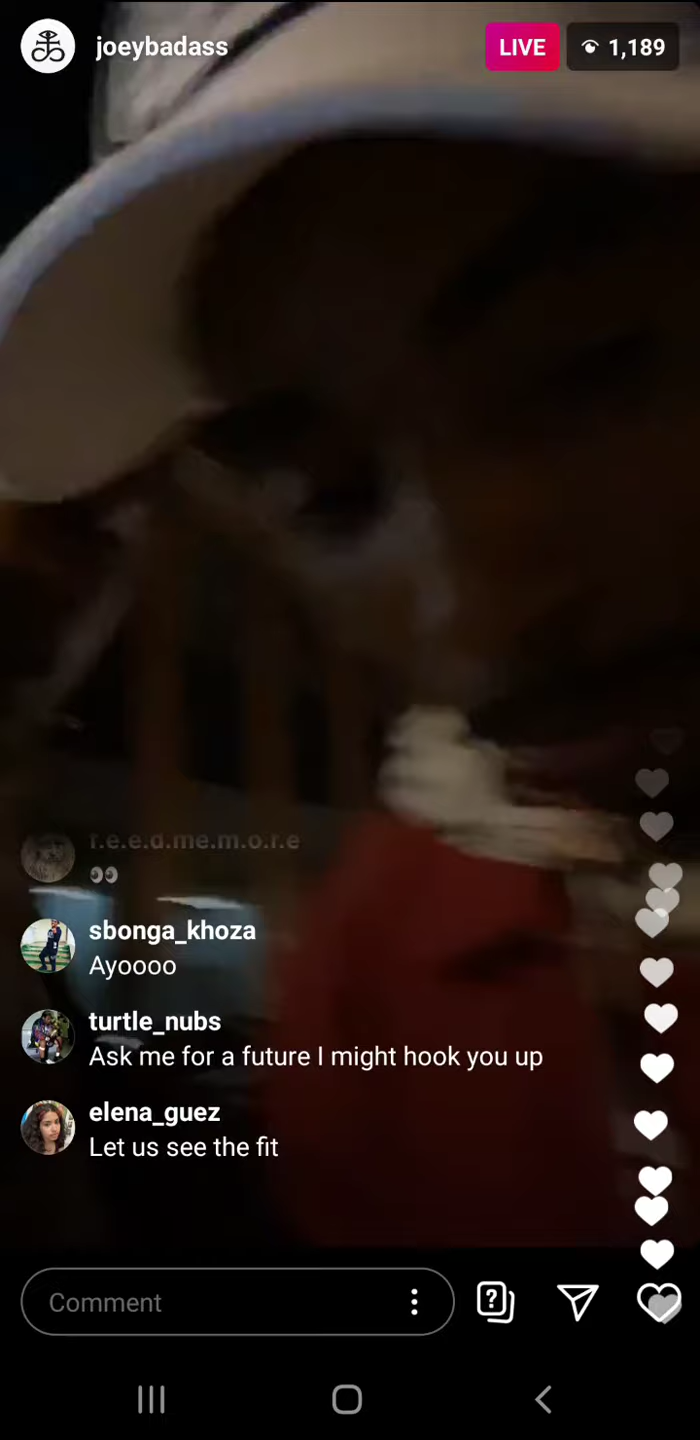 joeybadass
LIVE
1,189
f.e.e.d.me.m.o.r.e
👀
sbonga_khoza
Ayoooo
turtle_nubs
Ask me for a future I might hook you up
elena_guez
Let us see the fit
Comment